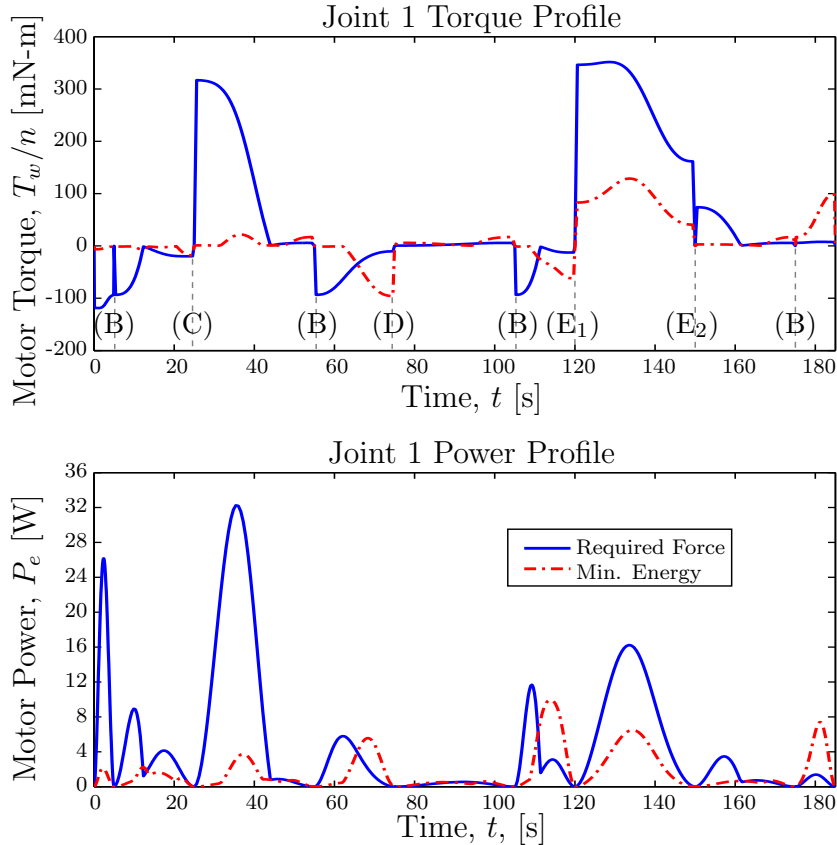 Joint 1 Torque Profile
Motor Torque, T_w/n [mN-m]
400
300
200
100
0
-100
-200
(B) (C) (B) (D) (B) (E₁) (E₂) (B)
0 20 40 60 80 100 120 140 160 180
Time, t [s]
Joint 1 Power Profile
Motor Power, P_e [W]
36
32
28
24
20
16
12
8
4
0
Required Force
Min. Energy
0 20 40 60 80 100 120 140 160 180
Time, t, [s]